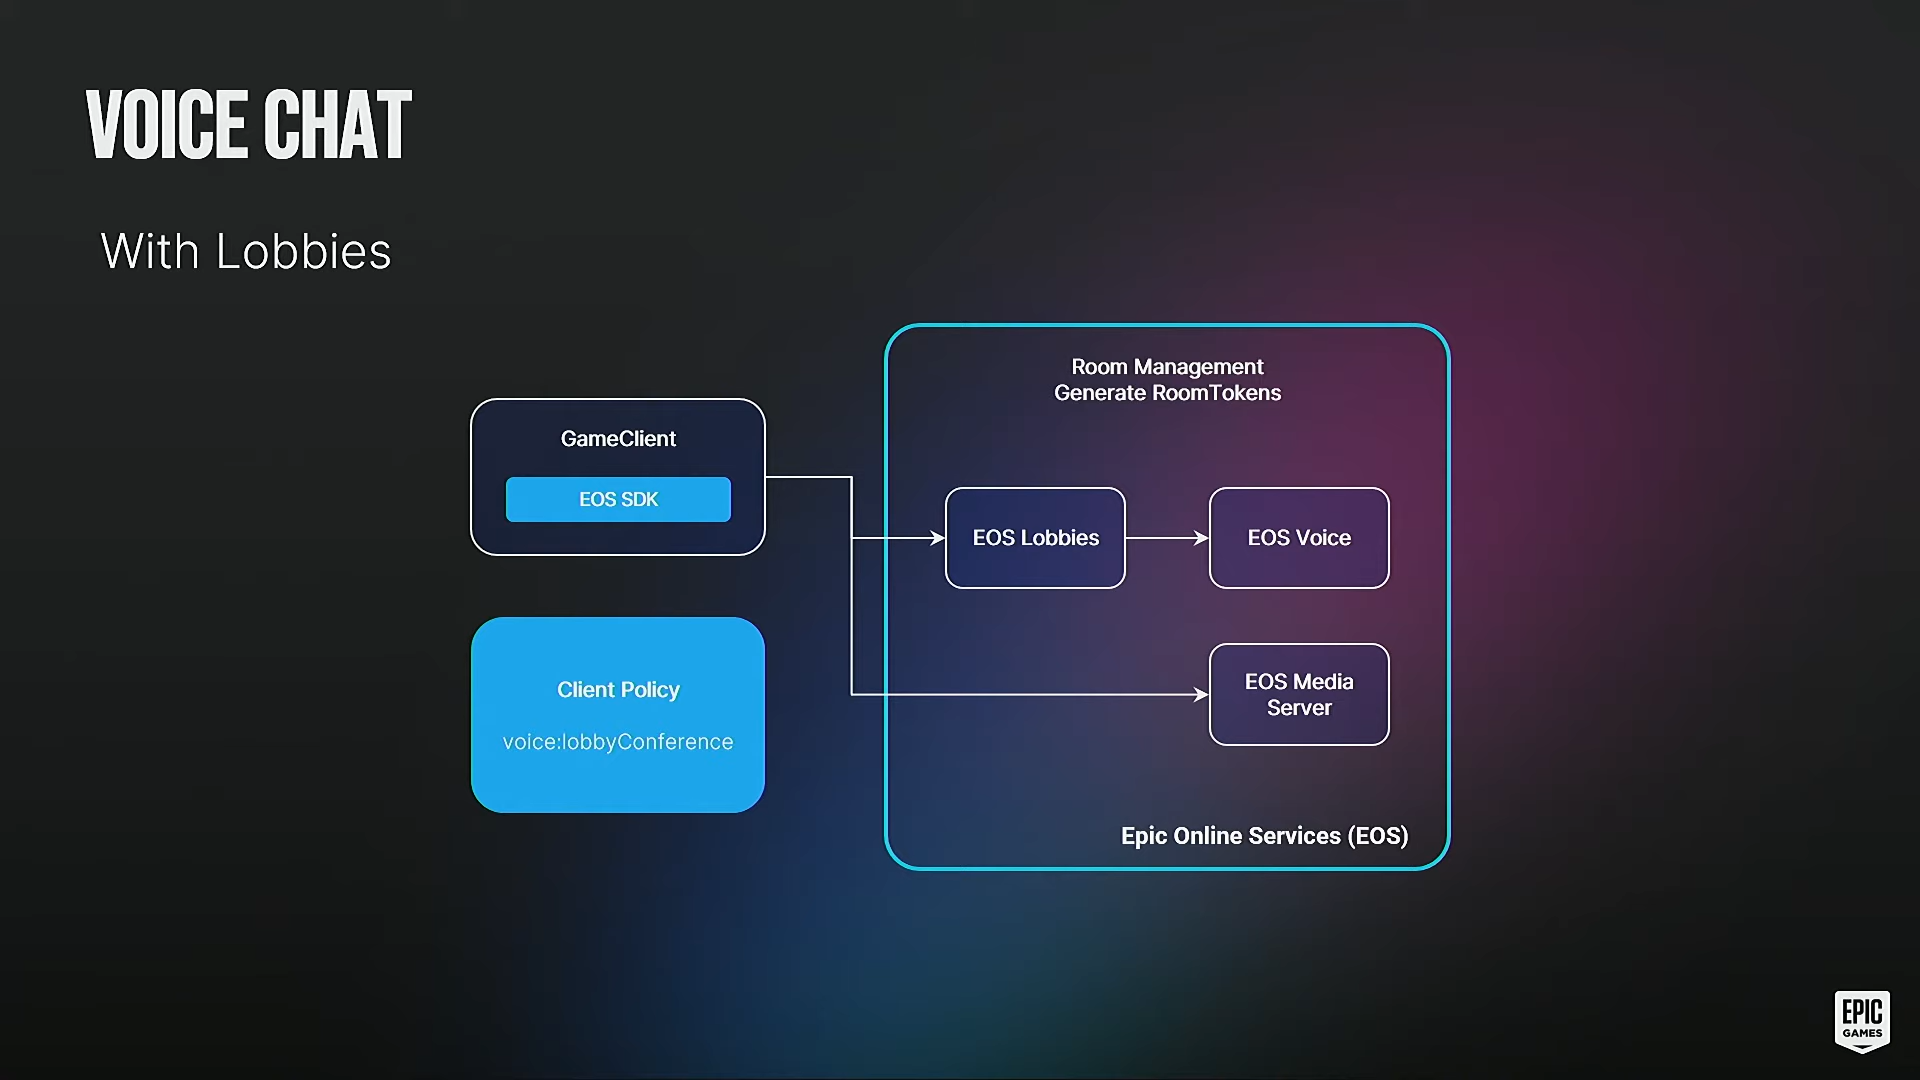 VOICE CHAT
With Lobbies
Room Management
Generate RoomTokens
GameClient
EOS SDK
EOS Lobbies
EOS Voice
Client Policy
voice:lobbyConference
EOS Media
Server
Epic Online Services (EOS)
EPIC
GAMES